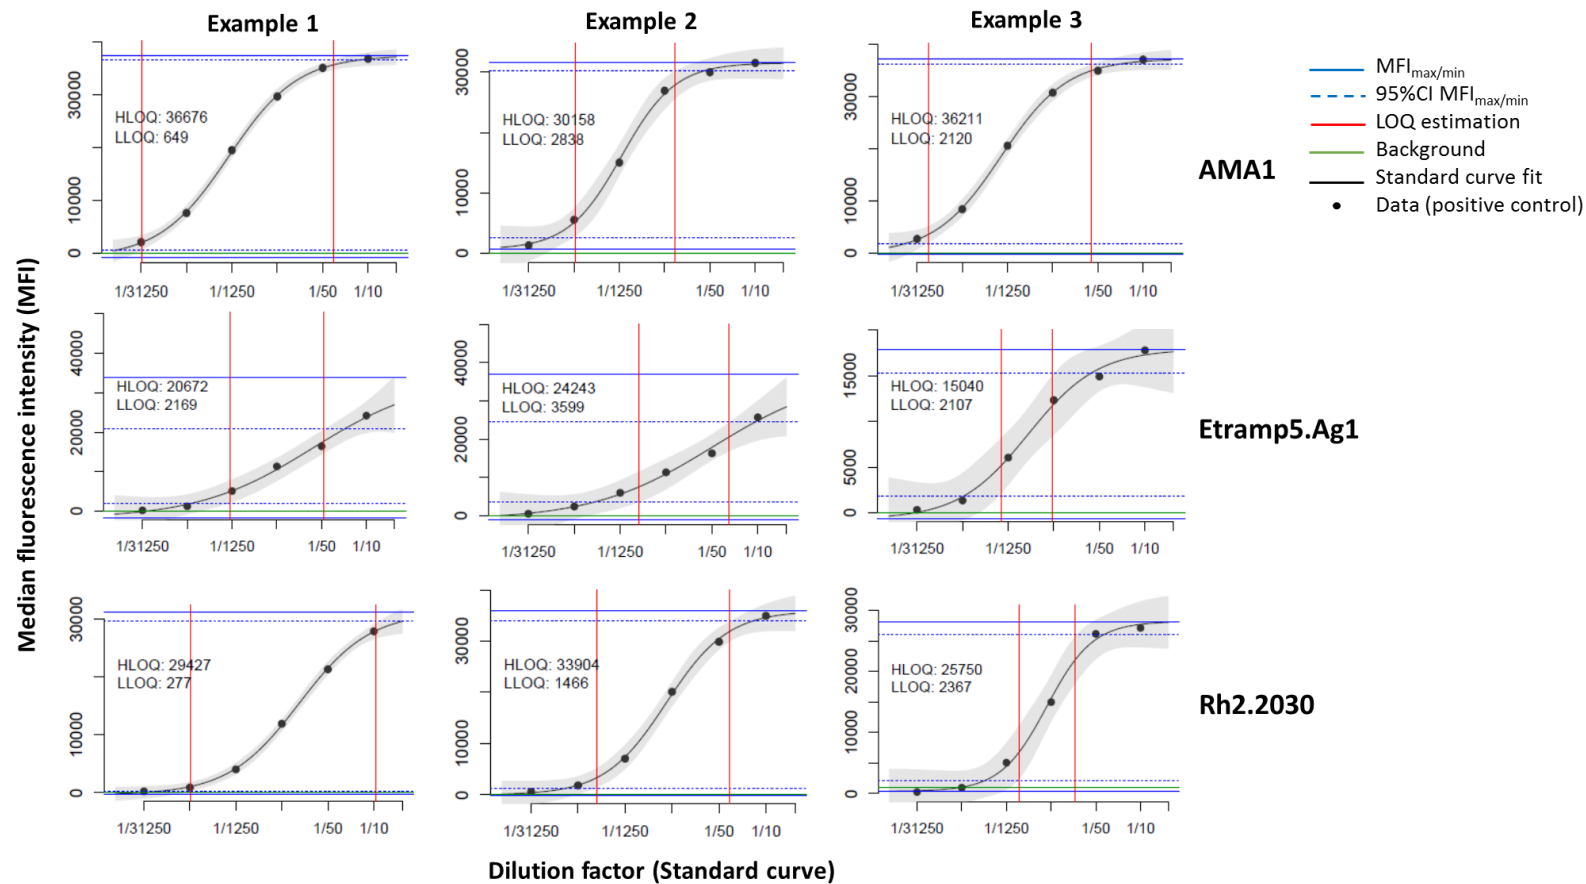 Example 1
Example 2
Example 3
MFImax/min
95%CI MFImax/min
LOQ estimation
Background
Standard curve fit
Data (positive control)
Median fluorescence intensity (MFI)
0 10000 30000
HLOQ: 36676
LLOQ: 649
1/31250 1/1250 1/50 1/10
0 10000 30000
HLOQ: 30158
LLOQ: 2838
1/31250 1/1250 1/50 1/10
0 10000 30000
HLOQ: 36211
LLOQ: 2120
1/31250 1/1250 1/50 1/10
AMA1
0 20000 40000
HLOQ: 20672
LLOQ: 2169
1/31250 1/1250 1/50 1/10
0 20000 40000
HLOQ: 24243
LLOQ: 3599
1/31250 1/1250 1/50 1/10
0 5000 15000
HLOQ: 15040
LLOQ: 2107
1/31250 1/1250 1/50 1/10
Etramp5.Ag1
0 10000 30000
HLOQ: 29427
LLOQ: 277
1/31250 1/1250 1/50 1/10
0 10000 30000
HLOQ: 33904
LLOQ: 1466
1/31250 1/1250 1/50 1/10
0 10000 20000 30000
HLOQ: 25750
LLOQ: 2367
1/31250 1/1250 1/50 1/10
Rh2.2030
Dilution factor (Standard curve)